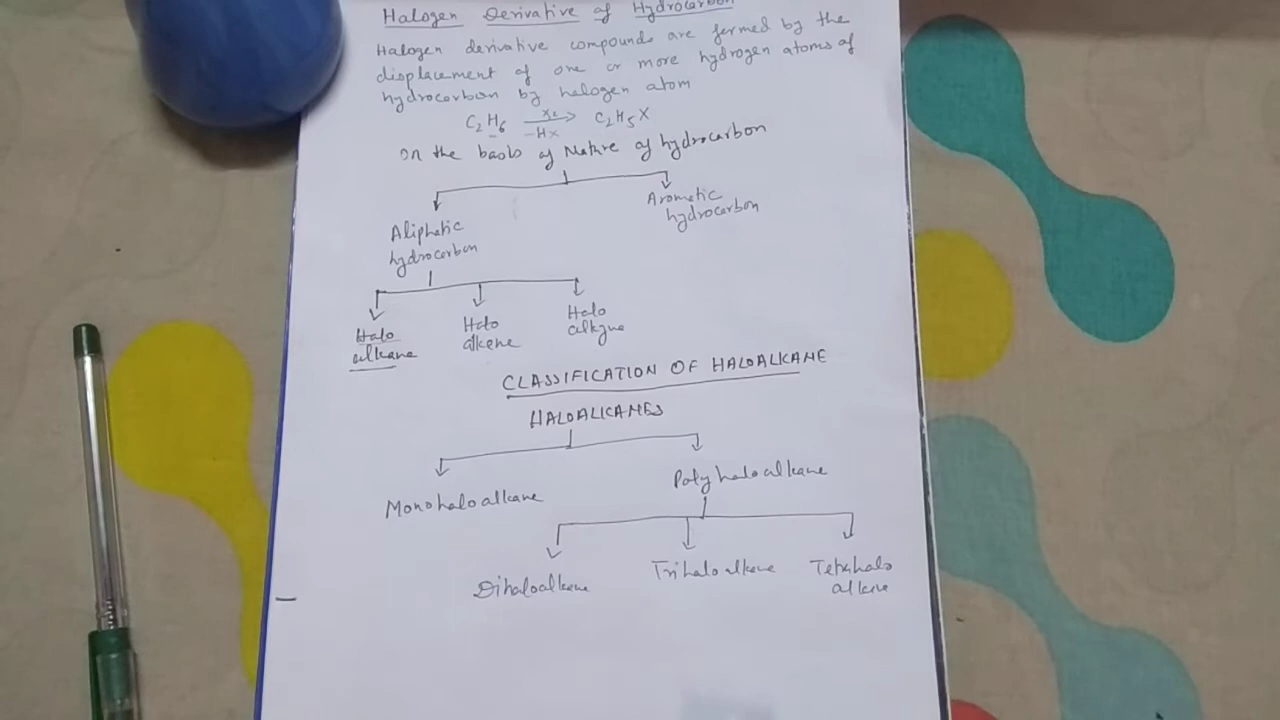 Halogen Derivative of Hydrocarbon
Halogen derivative compounds are formed by the
displacement of one or more hydrogen atoms of
hydrocarbon by halogen atom
C2H6 X2 -HX → C2H5X
on the basis of Nature of hydrocarbon
Aliphatic hydrocarbon
Aromatic hydrocarbon
Halo alkane
Halo alkene
Halo alkyne
CLASSIFICATION OF HALOALKANE
HALOALKANES
Monohaloalkane
Polyhaloalkane
Dihaloalkane
Trihaloalkane
Tetrahalo alkane